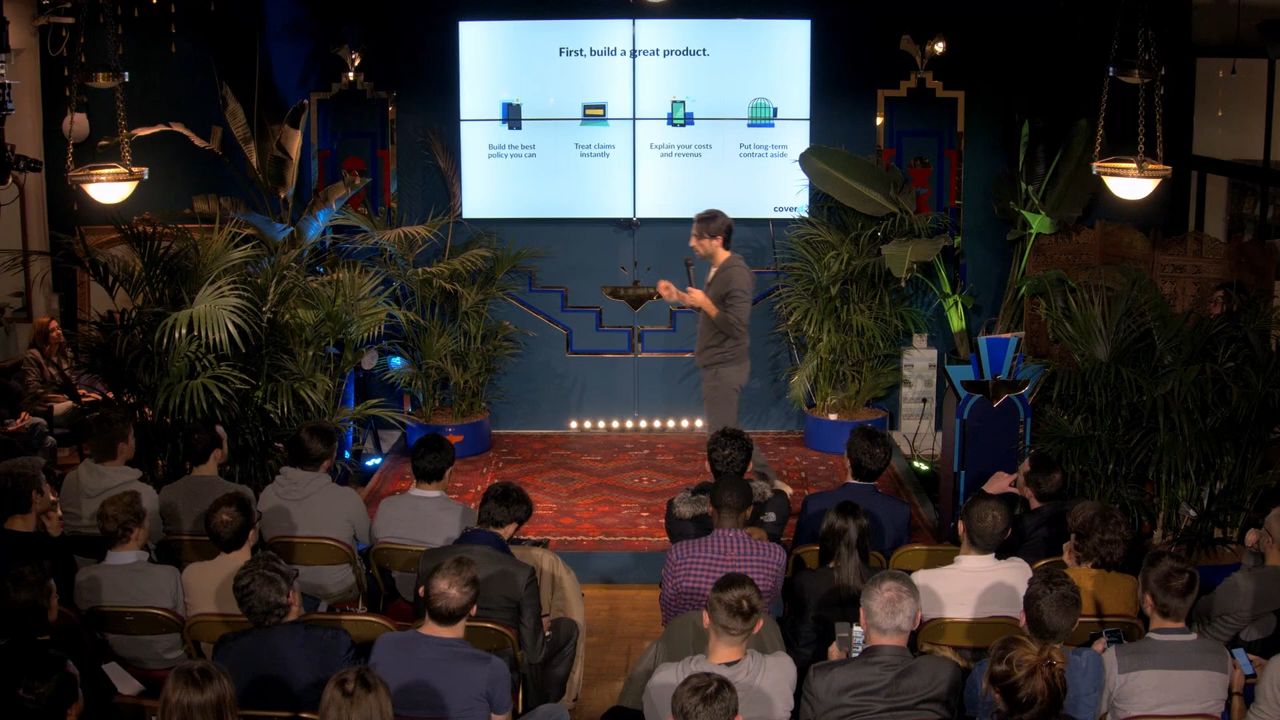 First, build a great product.
Build the best
policy you can
Treat claims
instantly
Explain your costs
and revenus
Put long-term
contract aside
cover